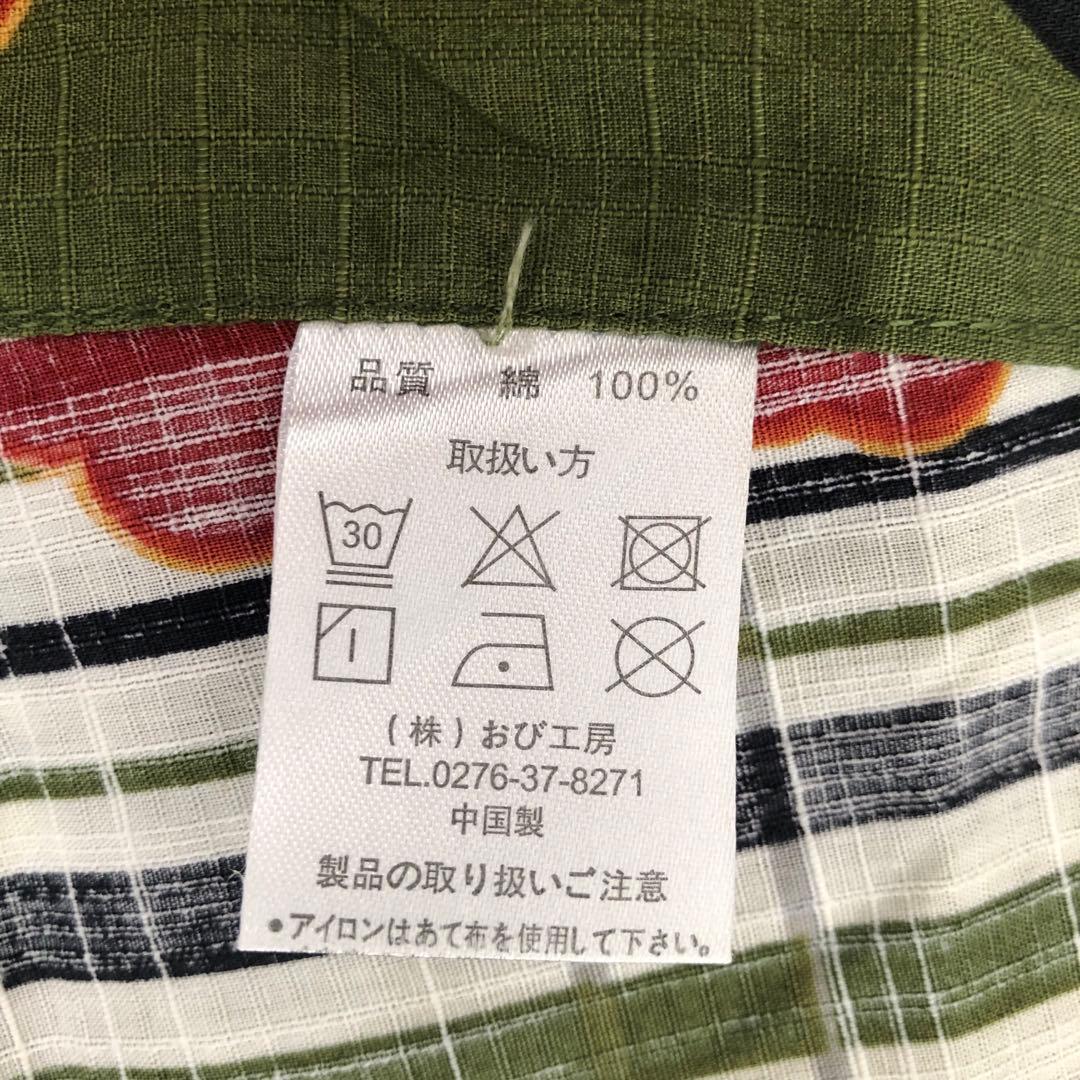 品質 綿 100%
取扱い方
30
(株)おび工房
TEL.0276-37-8271
中国製
製品の取り扱いご注意
●アイロンはあて布を使用して下さい。